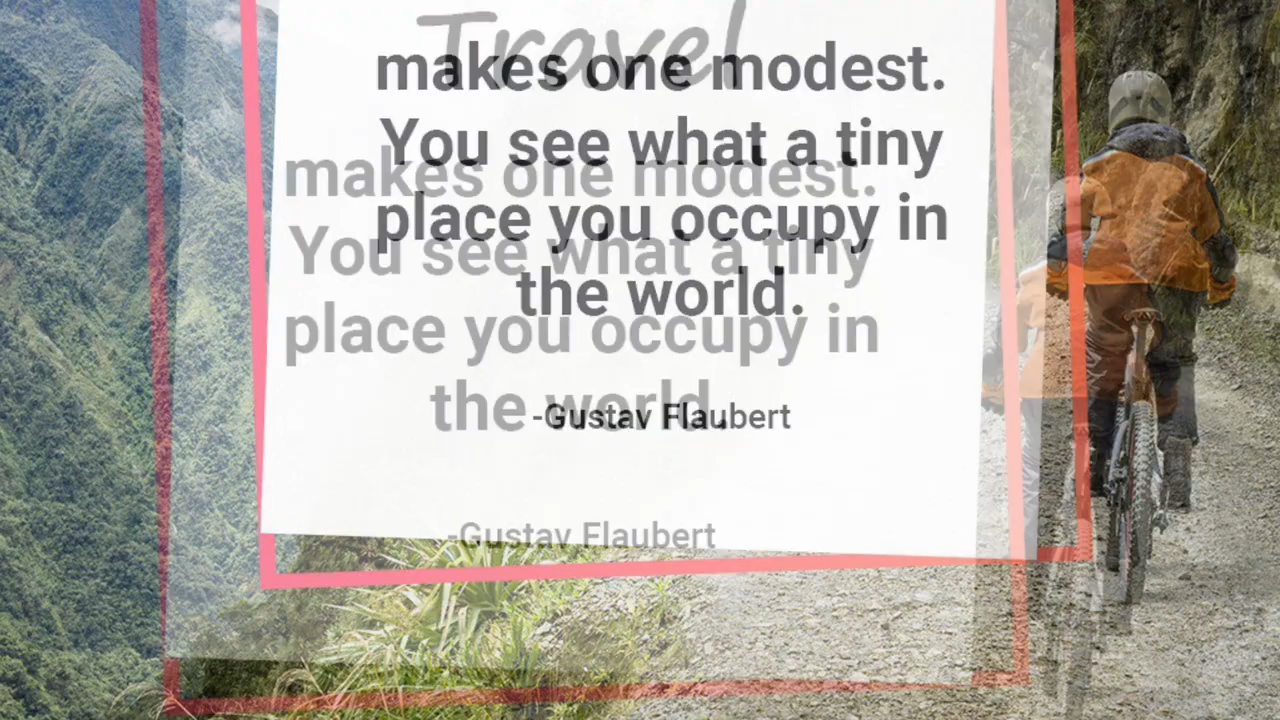 Travel
makes one modest.
You see what a tiny
place you occupy in
the world.
-Gustav Flaubert
makes one modest.
You see what a tiny
place you occupy in
the world.
-Gustav Flaubert